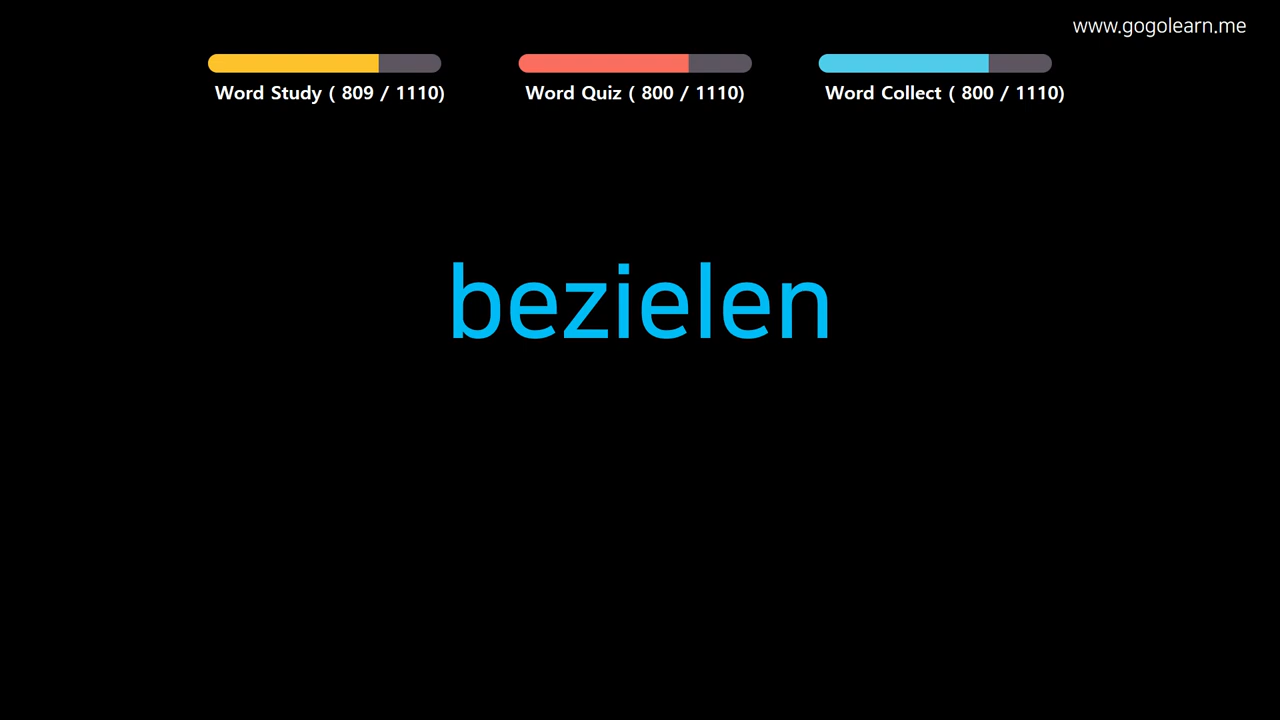 www.gogolearn.me
Word Study ( 809 / 1110)
Word Quiz ( 800 / 1110)
Word Collect ( 800 / 1110)
bezielen